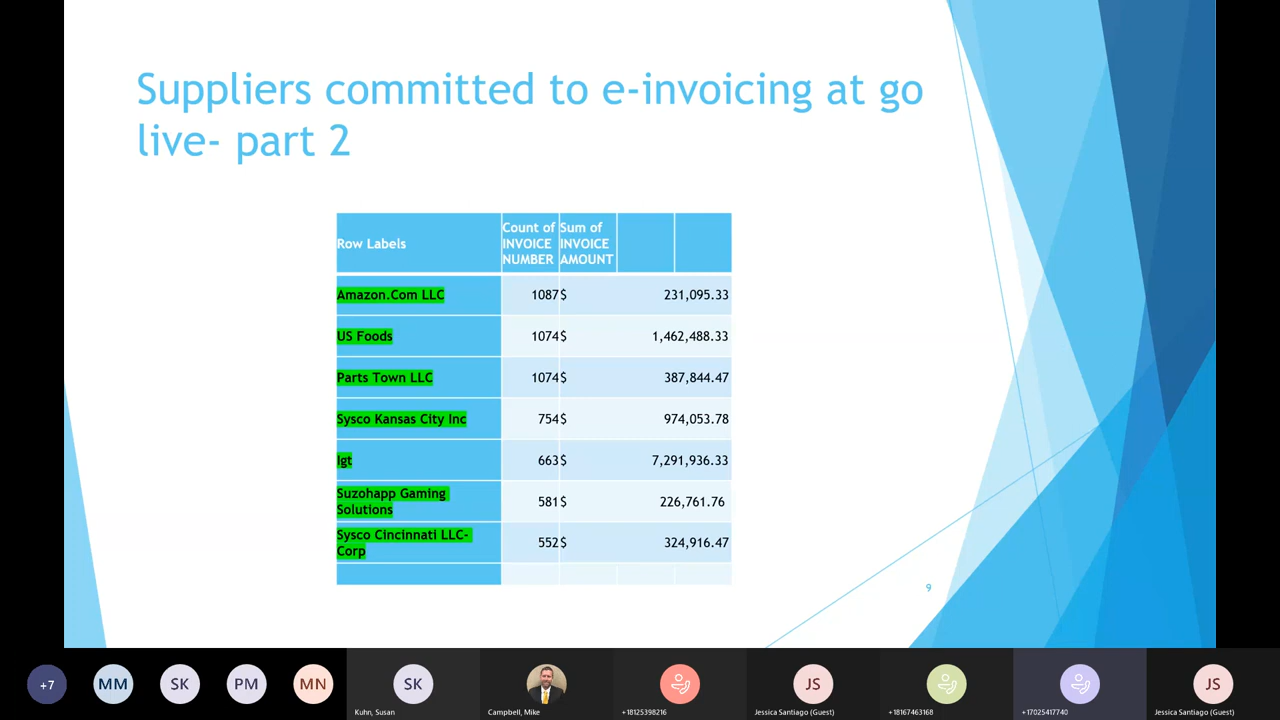 Suppliers committed to e-invoicing at go
live- part 2
Row Labels
Count of
INVOICE
NUMBER
Sum of
INVOICE
AMOUNT
Amazon.Com LLC 1087 $ 231,095.33
US Foods 1074 $ 1,462,488.33
Parts Town LLC 1074 $ 387,844.47
Sysco Kansas City Inc 754 $ 974,053.78
Igt 663 $ 7,291,936.33
Suzohapp Gaming
Solutions 581 $ 226,761.76
Sysco Cincinnati LLC-
Corp 552 $ 324,916.47
9
+7 MM SK PM MN SK JS JS
Kuhn, Susan Campbell, Mike +18125398216 Jessica Santiago (Guest) +18167463168 +17025417740 Jessica Santiago (Guest)